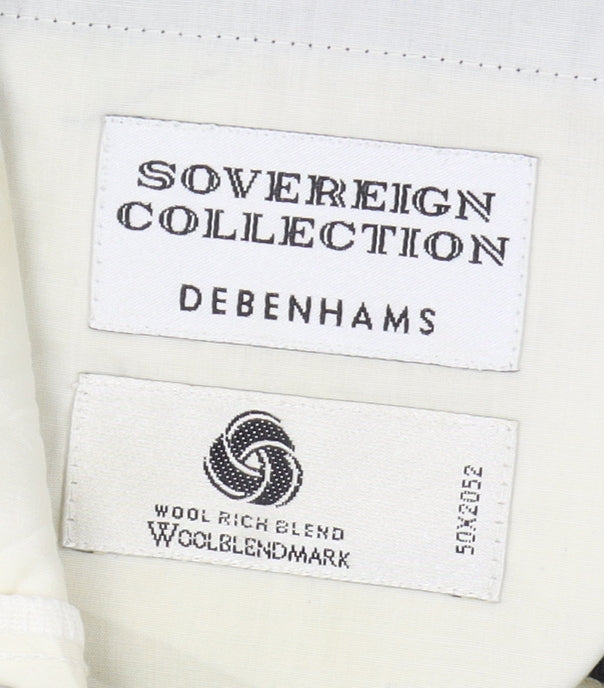 SOVEREIGN
COLLECTION
DEBENHAMS
WOOL RICH BLEND
WOOLBLENDMARK
50X2052